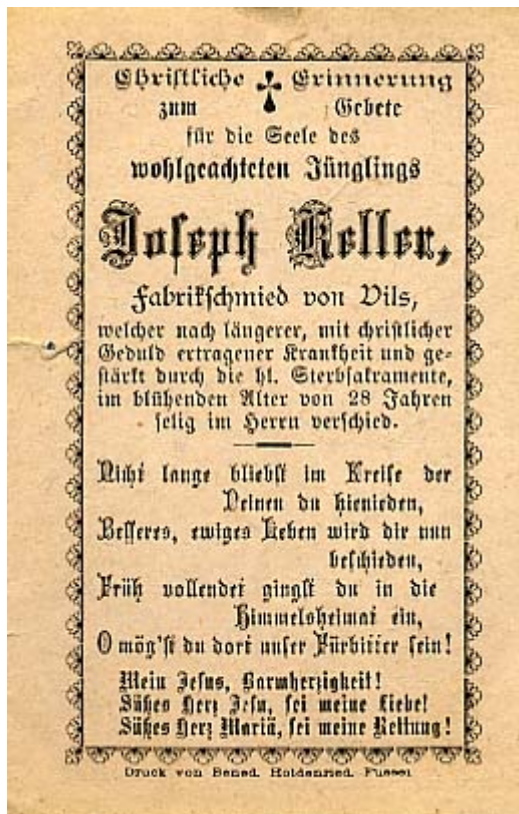 Christliche Erinnerung
zum Gebete
für die Seele des
wohlgeachteten Jünglings
Joseph Keller,
Fabrikschmied von Vils,
welcher nach längerer, mit christlicher
Geduld ertragener Krankheit und ge-
stärkt durch die hl. Sterbsakramente,
im blühenden Alter von 28 Jahren
selig im Herrn verschied.
Nicht lange bliebst im Kreise der
Deinen du hienieden,
Besseres, ewiges Leben wird dir nun
beschieden,
Früh vollendet gingst du in die
Himmelsheimat ein,
O mög'st du dort unser Fürbitter sein!
Mein Jesus, Barmherzigkeit!
Süßes Herz Jesu, sei meine Liebe!
Süßes Herz Mariä, sei meine Rettung!
Druck von Bened. Holdenried. Füssen